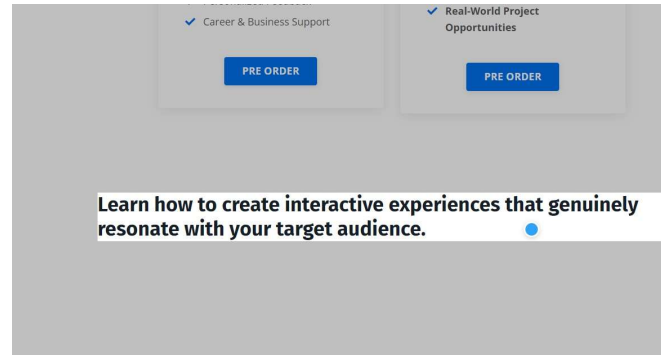 Career & Business Support
Real-World Project
Opportunities
PRE ORDER
PRE ORDER
Learn how to create interactive experiences that genuinely
resonate with your target audience.